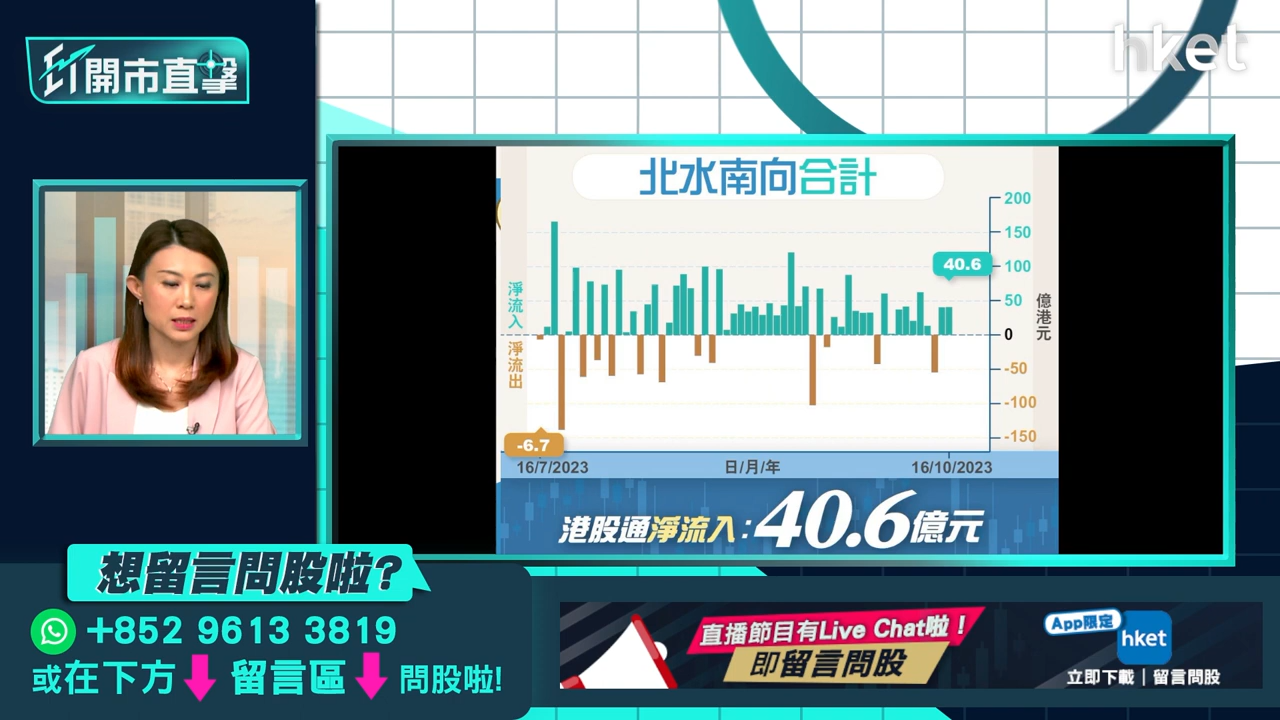 ET開市直擊
hket
北水南向合計
200
150
100
50
0
-50
-100
-150
億港元
淨流入
淨流出
40.6
-6.7
16/7/2023
日/月/年
16/10/2023
港股通淨流入:40.6億元
想留言問股啦?
+852 9613 3819
或在下方 留言區 問股啦!
直播節目有Live Chat啦!
即留言問股
App限定
hket
立即下載|留言問股